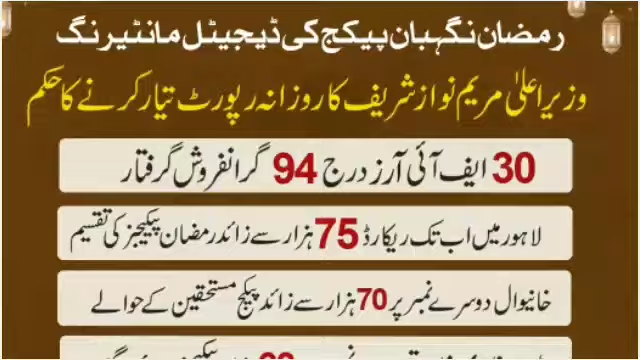 رمضان نگہبان پیکج کی ڈیجیٹل مانٹیرنگ
وزیراعلیٰ مریم نواز شریف کا روزانہ رپورٹ تیار کرنے کا حکم
30 ایف آئی آرز درج 94 گرانفروش گرفتار
لاہور میں اب تک ریکارڈ 75 ہزار سے زائد رمضان پیکیجز کی تقسیم
خانیوال دوسرے نمبر پر 70 ہزار سے زائد پیکج مستحقین کے حوالے